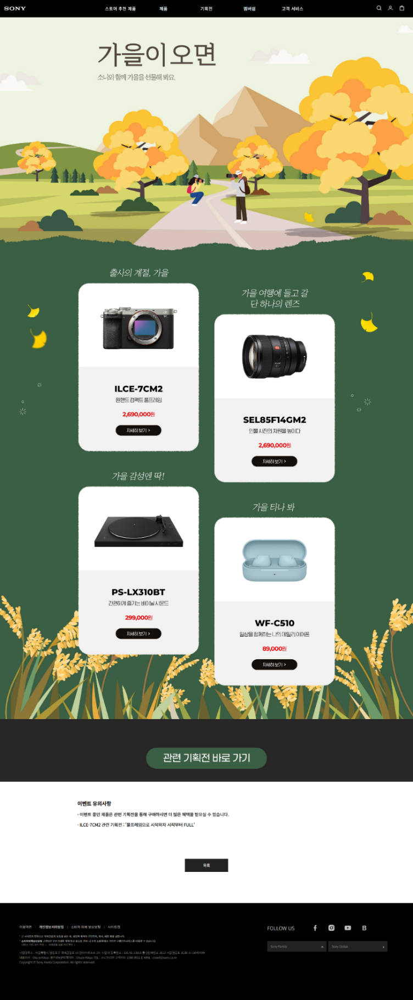 SONY
스토어 추천 제품
제품
기획전
멤버쉽
고객 서비스
가을이 오면
소니와 함께 가을을 선물해 봐요.
출사의 계절, 가을
ILCE-7CM2
원핸드 컴팩트 풀프레임
2,690,000원
자세히 보기 >
가을 여행에 들고 갈
단 하나의 렌즈
SEL85F14GM2
인물 사진의 차원을 높이다
2,690,000원
자세히 보기 >
가을 감성엔 딱!
PS-LX310BT
간편하게 즐기는 바이닐 사운드
299,000원
자세히 보기 >
가을 타나 봐
WF-C510
일상을 함께하는 나의 데일리 이어폰
89,000원
자세히 보기 >
관련 기획전 바로 가기
이벤트 유의사항
· 이벤트 중인 제품은 관련 기획전을 통해 구매하시면 더 많은 혜택을 받으실 수 있습니다.
· ILCE-7CM2 관련 기획전 : '풀프레임으로 시작하자 시작부터 FULL'
목록
이용약관 | 개인정보처리방침 | 소비자 피해 보상보험 | 사이트맵
FOLLOW US
Sony Family
Sony Global
Copyright © Sony Korea Corporation. All rights reserved.